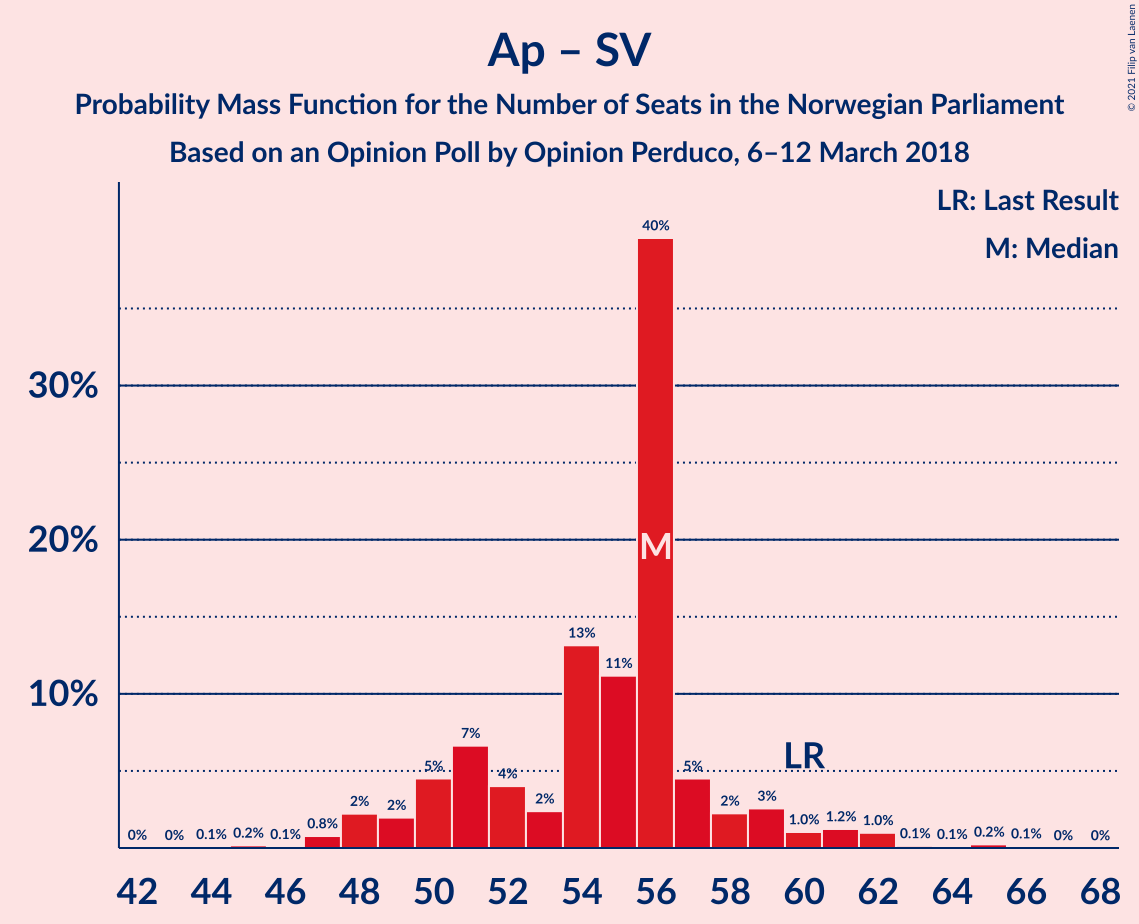 Ap – SV
Probability Mass Function for the Number of Seats in the Norwegian Parliament
Based on an Opinion Poll by Opinion Perduco, 6–12 March 2018
© 2021 Filip van Laenen
LR: Last Result
M: Median
30%
20%
10%
0% 0% 0.1% 0.2% 0.1% 0.8% 2% 2% 5% 7% 4% 2% 13% 11% 40% 5% 2% 3% 1.0% 1.2% 1.0% 0.1% 0.1% 0.2% 0.1% 0% 0%
M
LR
42 44 46 48 50 52 54 56 58 60 62 64 66 68